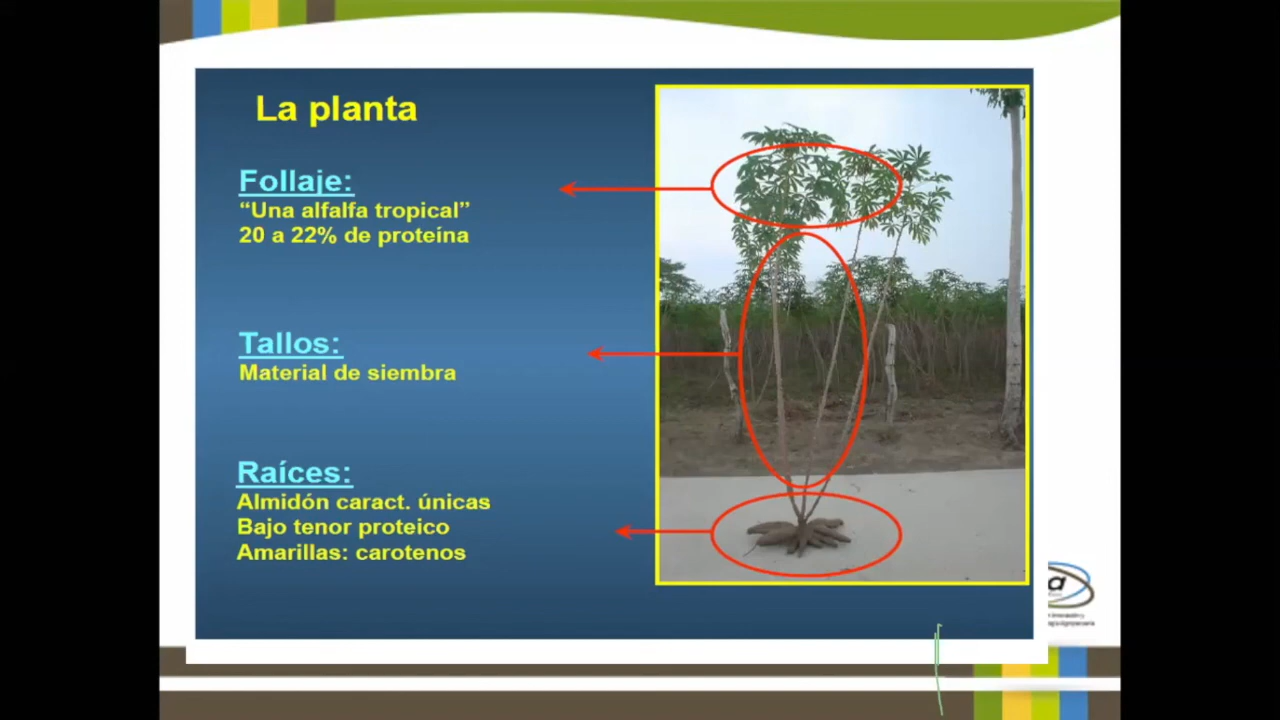 La planta
Follaje:
“Una alfalfa tropical”
20 a 22% de proteína
Tallos:
Material de siembra
Raíces:
Almidón caract. únicas
Bajo tenor proteico
Amarillas: carotenos
a